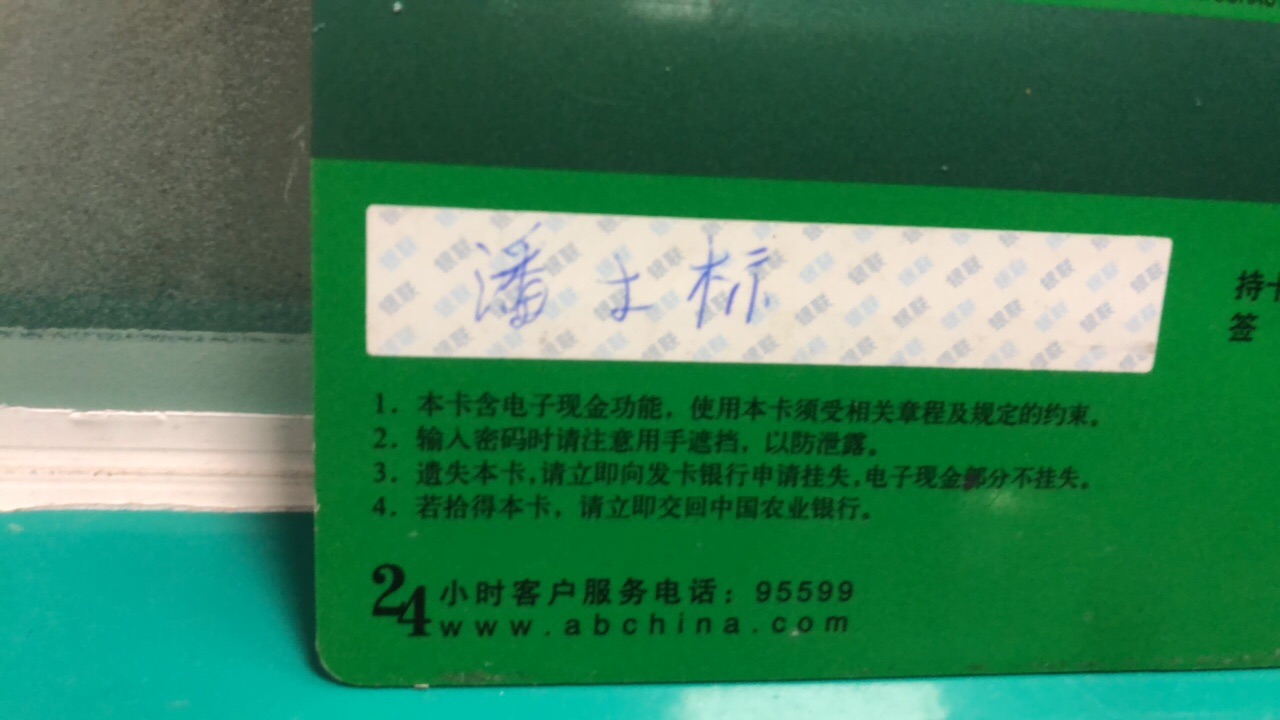 潘士标
持卡
签
1. 本卡含电子现金功能，使用本卡须受相关章程及规定的约束。
2. 输入密码时请注意用手遮挡，以防泄露。
3. 遗失本卡，请立即向发卡银行申请挂失，电子现金部分不挂失。
4. 若拾得本卡，请立即交回中国农业银行。
24小时客户服务电话：95599
www.abchina.com